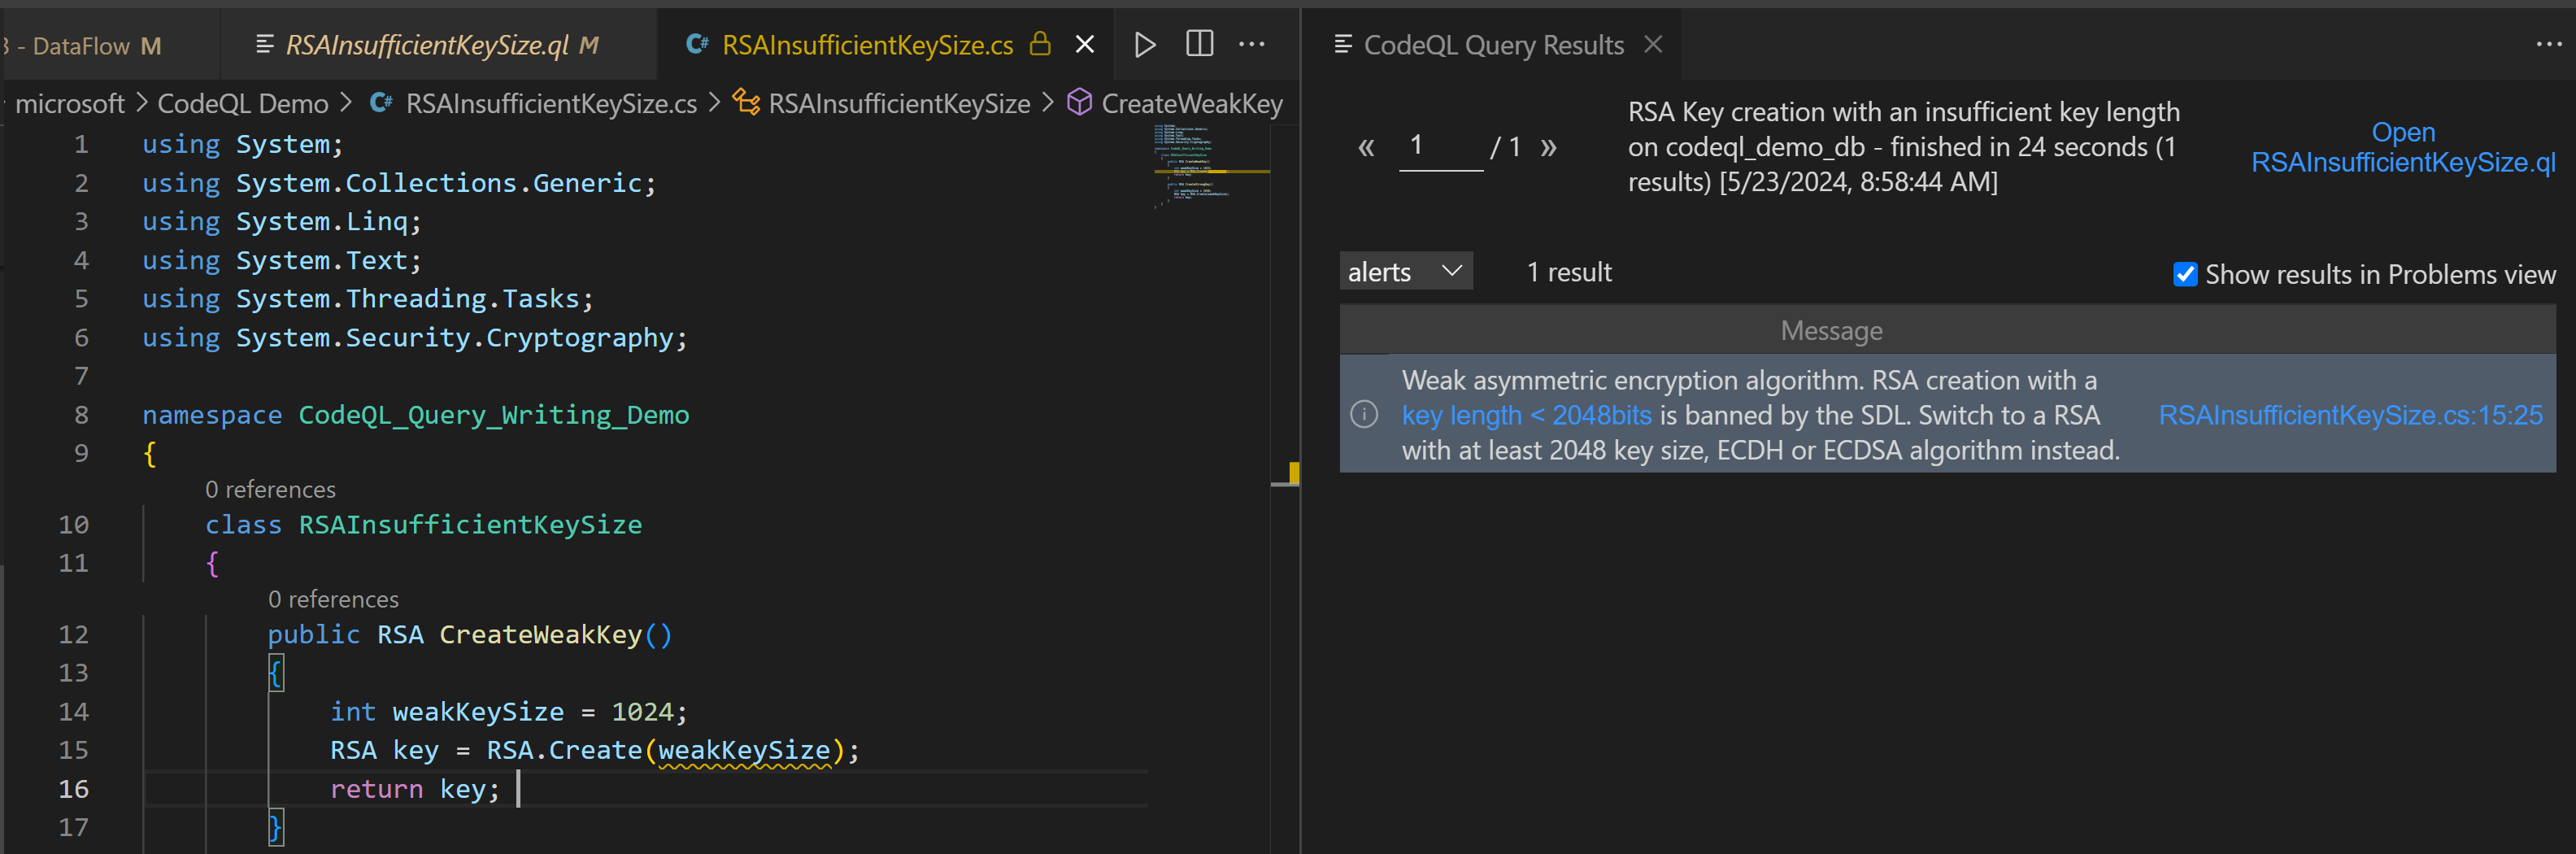 3 - DataFlow M
RSAInsufficientKeySize.ql M
C# RSAInsufficientKeySize.cs
microsoft > CodeQL Demo > C# RSAInsufficientKeySize.cs > RSAInsufficientKeySize > CreateWeakKey
1 using System;
2 using System.Collections.Generic;
3 using System.Linq;
4 using System.Text;
5 using System.Threading.Tasks;
6 using System.Security.Cryptography;
7
8 namespace CodeQL_Query_Writing_Demo
9 {
0 references
10 class RSAInsufficientKeySize
11 {
0 references
12 public RSA CreateWeakKey()
13 {
14 int weakKeySize = 1024;
15 RSA key = RSA.Create(weakKeySize);
16 return key;
17 }
CodeQL Query Results
« 1 / 1 »
RSA Key creation with an insufficient key length
on codeql_demo_db - finished in 24 seconds (1
results) [5/23/2024, 8:58:44 AM]
Open
RSAInsufficientKeySize.ql
alerts
1 result
Show results in Problems view
Message
Weak asymmetric encryption algorithm. RSA creation with a
key length < 2048bits is banned by the SDL. Switch to a RSA
with at least 2048 key size, ECDH or ECDSA algorithm instead.
RSAInsufficientKeySize.cs:15:25